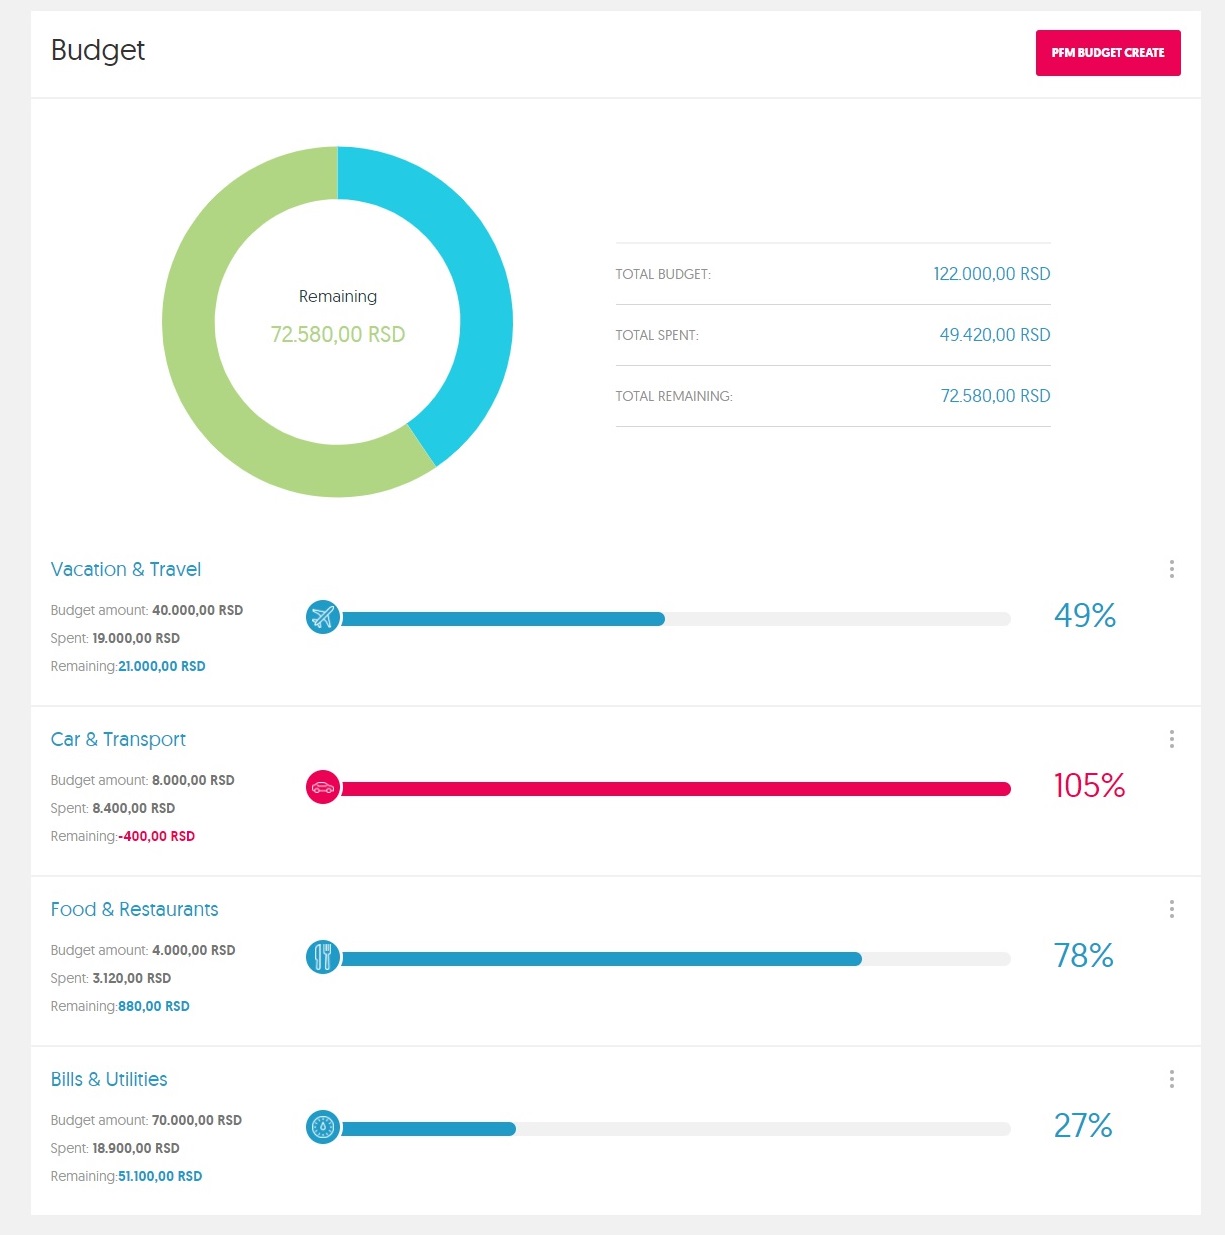 Budget
PFM BUDGET CREATE
Remaining
72.580,00 RSD
TOTAL BUDGET: 122.000,00 RSD
TOTAL SPENT: 49.420,00 RSD
TOTAL REMAINING: 72.580,00 RSD
Vacation & Travel
Budget amount: 40.000,00 RSD
Spent: 19.000,00 RSD
Remaining:21.000,00 RSD
49%
Car & Transport
Budget amount: 8.000,00 RSD
Spent: 8.400,00 RSD
Remaining:-400,00 RSD
105%
Food & Restaurants
Budget amount: 4.000,00 RSD
Spent: 3.120,00 RSD
Remaining:880,00 RSD
78%
Bills & Utilities
Budget amount: 70.000,00 RSD
Spent: 18.900,00 RSD
Remaining:51.100,00 RSD
27%